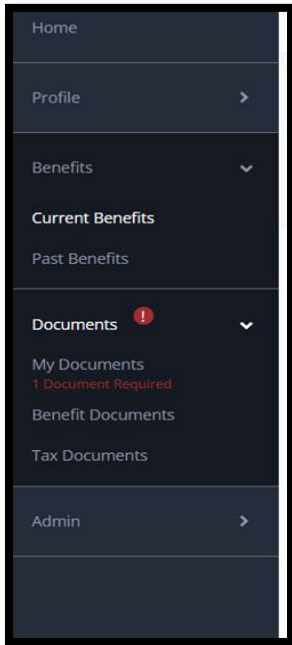 Home
Profile
Benefits
Current Benefits
Past Benefits
Documents !
My Documents
1 Document Required
Benefit Documents
Tax Documents
Admin